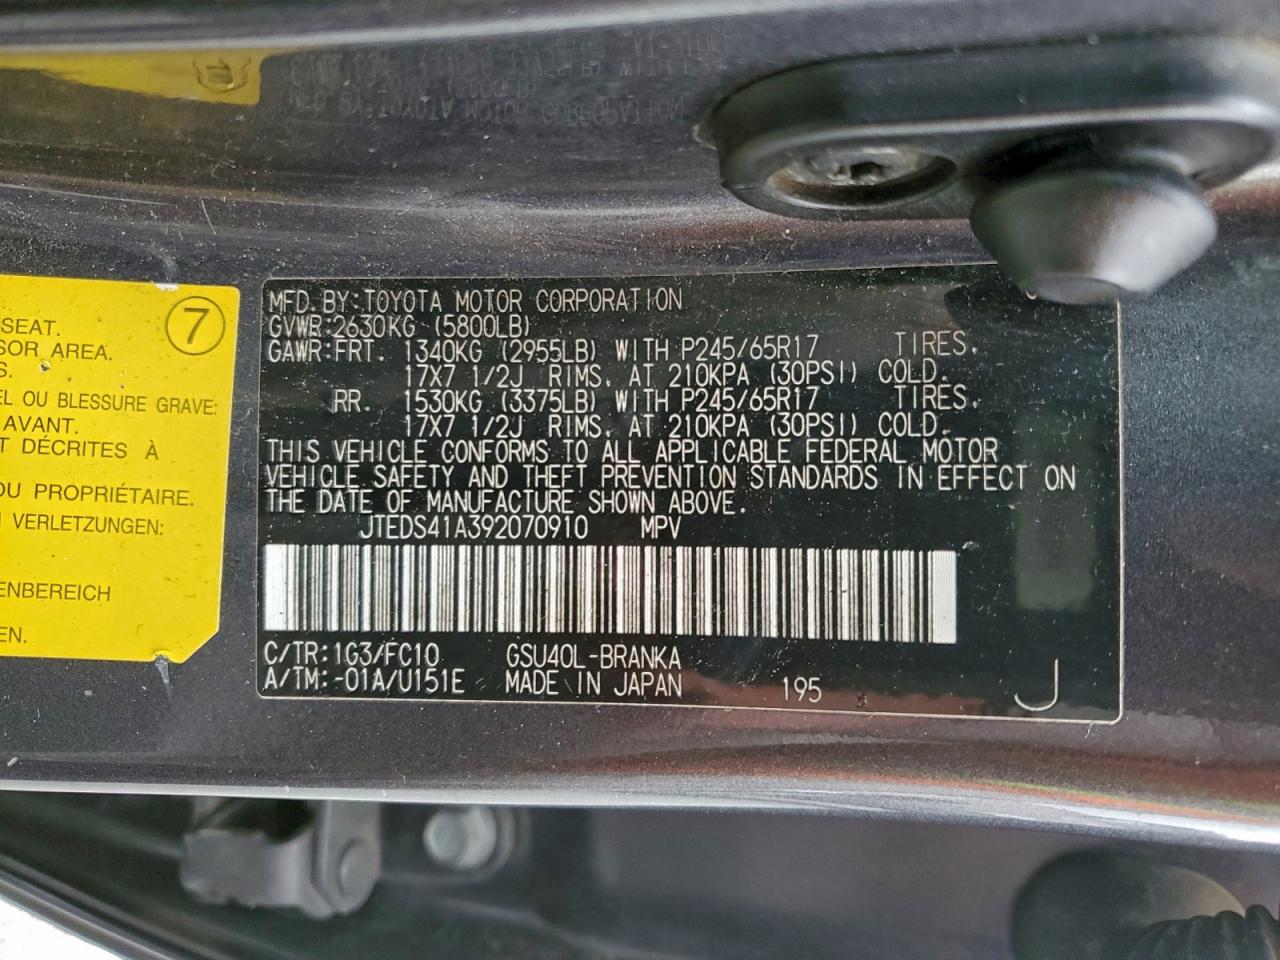 7
SEAT.
SOR AREA.
S.
EL OU BLESSURE GRAVE:
AVANT.
T DÉCRITES À
DU PROPRIÉTAIRE.
N VERLETZUNGEN:
ENBEREICH
EN.
MFD. BY: TOYOTA MOTOR CORPORATION
GVWR: 2630KG (5800LB)
GAWR: FRT. 1340KG (2955LB) WITH P245/65R17 TIRES.
17X7 1/2J RIMS. AT 210KPA (30PSI) COLD.
RR. 1530KG (3375LB) WITH P245/65R17 TIRES.
17X7 1/2J RIMS. AT 210KPA (30PSI) COLD.
THIS VEHICLE CONFORMS TO ALL APPLICABLE FEDERAL MOTOR
VEHICLE SAFETY AND THEFT PREVENTION STANDARDS IN EFFECT ON
THE DATE OF MANUFACTURE SHOWN ABOVE.
JTEDS41A392070910 MPV
C/TR: 1G3/FC10 GSU40L-BRANKA
A/TM: -01A/U151E MADE IN JAPAN 195 J